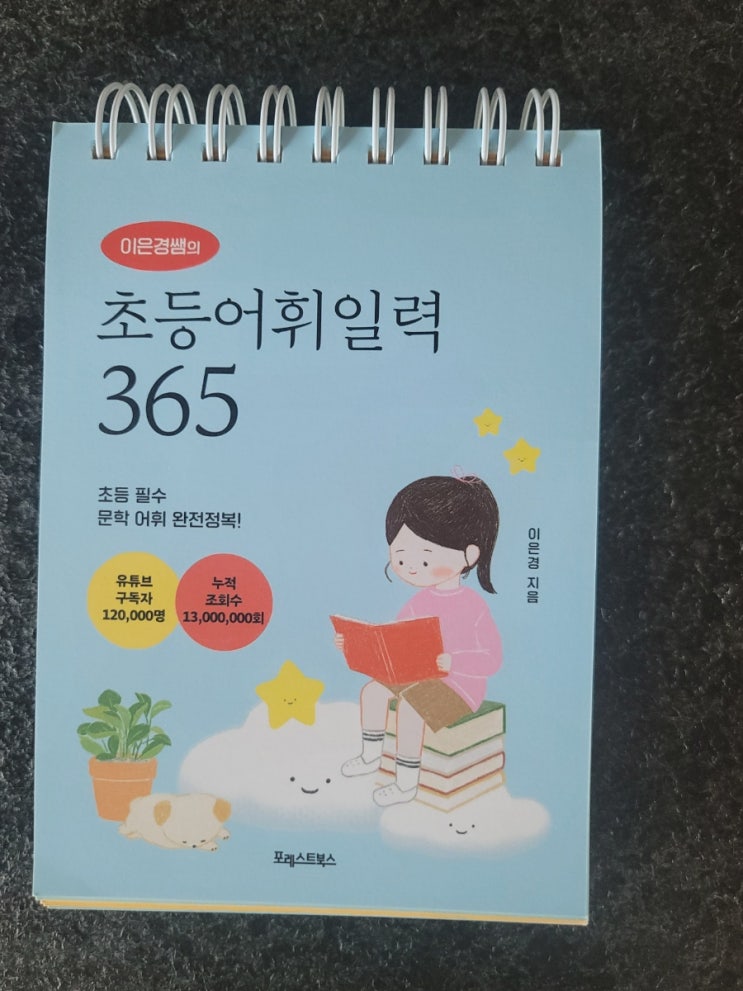 이은경쌤의
초등어휘일력
365
초등 필수
문학 어휘 완전정복!
유튜브
구독자
120,000명
누적
조회수
13,000,000회
이은경 지음
포레스트북스